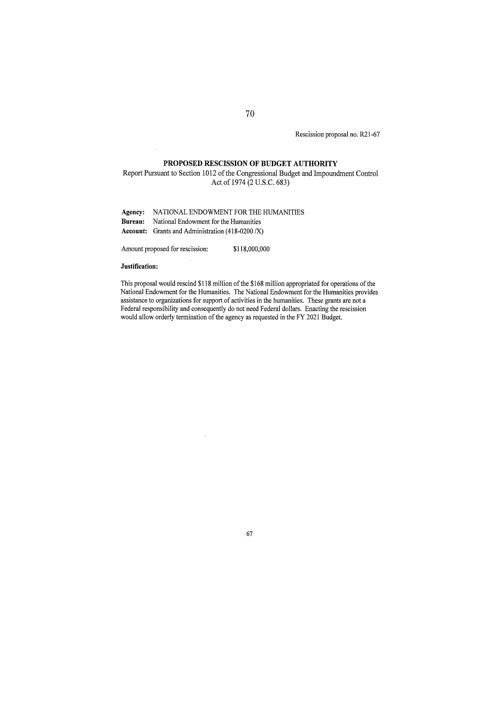 70
Rescission proposal no. R21-67
PROPOSED RESCISSION OF BUDGET AUTHORITY
Report Pursuant to Section 1012 of the Congressional Budget and Impoundment Control
Act of 1974 (2 U.S.C. 683)
Agency: NATIONAL ENDOWMENT FOR THE HUMANITIES
Bureau: National Endowment for the Humanities
Account: Grants and Administration (418-0200 /X)
Amount proposed for rescission: $118,000,000
Justification:
This proposal would rescind $118 million of the $168 million appropriated for operations of the
National Endowment for the Humanities. The National Endowment for the Humanities provides
assistance to organizations for support of activities in the humanities. These grants are not a
Federal responsibility and consequently do not need Federal dollars. Enacting the rescission
would allow orderly termination of the agency as requested in the FY 2021 Budget.
67